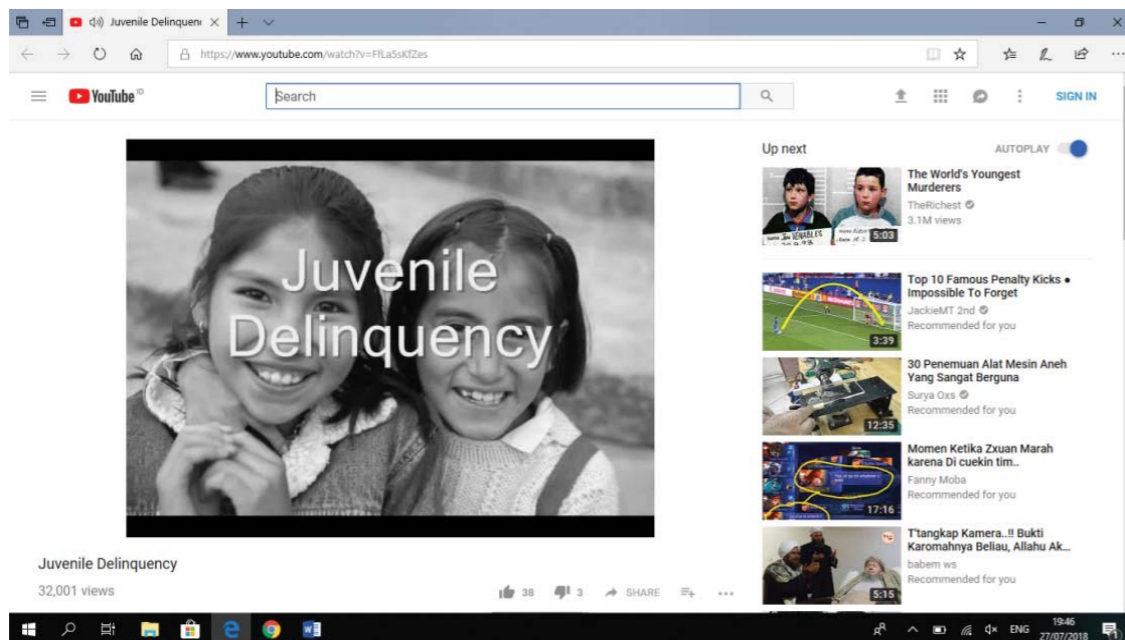 Juvenile Delinquen
https://www.youtube.com/watch?v=FfLa5sKfZes
YouTube ID
Search
SIGN IN
Juvenile
Delinquency
Juvenile Delinquency
32,001 views
38
3
SHARE
Up next
AUTOPLAY
The World's Youngest
Murderers
TheRichest
3.1M views
5:03
Top 10 Famous Penalty Kicks ●
Impossible To Forget
JackieMT 2nd
Recommended for you
3:39
30 Penemuan Alat Mesin Aneh
Yang Sangat Berguna
Surya Oxs
Recommended for you
12:35
Momen Ketika Zxuan Marah
karena Di cuekin tim..
Fanny Moba
Recommended for you
17:16
T'tangkap Kamera..!! Bukti
Karomahnya Beliau, Allahu Ak...
babem ws
Recommended for you
5:15
ENG
19:46
27/07/2018